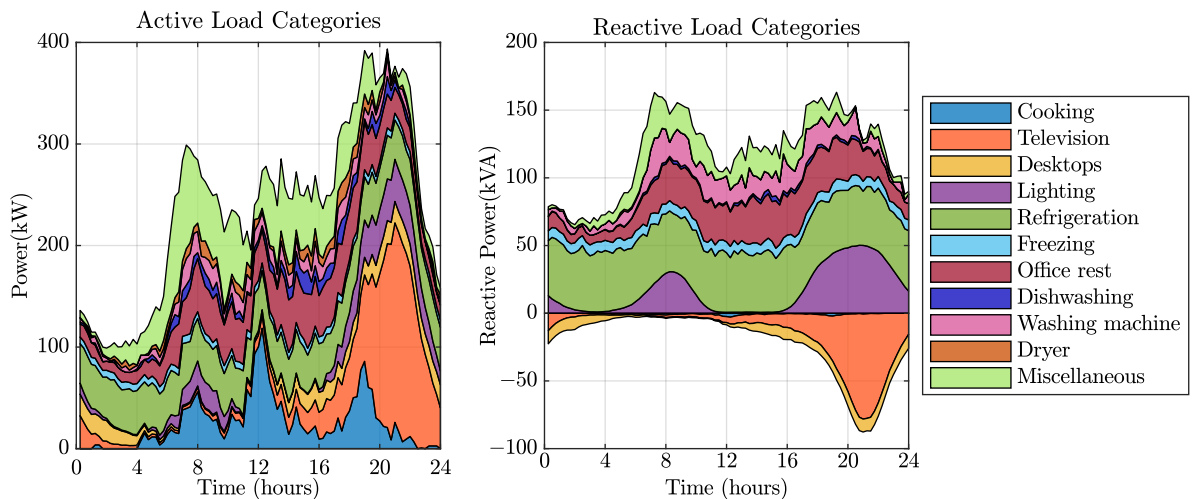 Active Load Categories
400
300
200
100
0
Power(kW)
0 4 8 12 16 20 24
Time (hours)
Reactive Load Categories
200
150
100
50
0
−50
−100
Reactive Power(kVA)
0 4 8 12 16 20 24
Time (hours)
Cooking
Television
Desktops
Lighting
Refrigeration
Freezing
Office rest
Dishwashing
Washing machine
Dryer
Miscellaneous